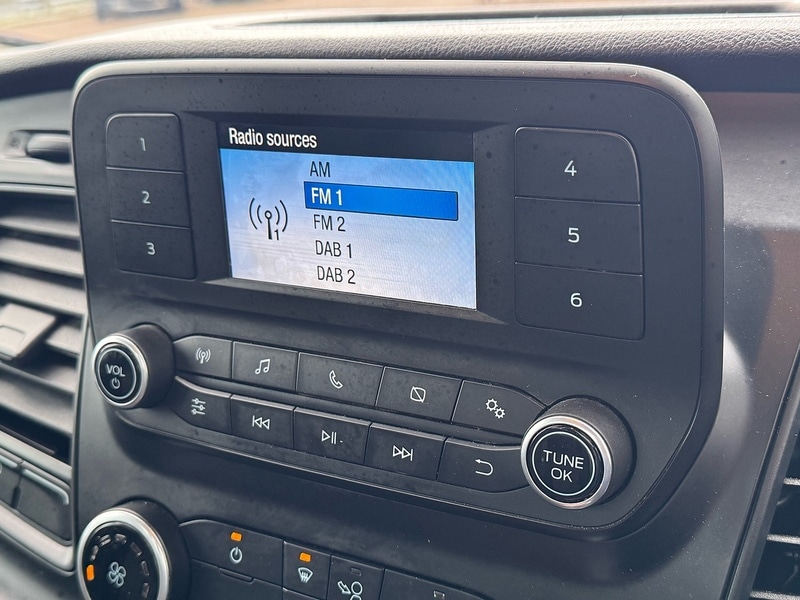 Radio sources
AM
FM 1
FM 2
DAB 1
DAB 2
1
1
2
3
4
5
6
VOL
TUNE
OK